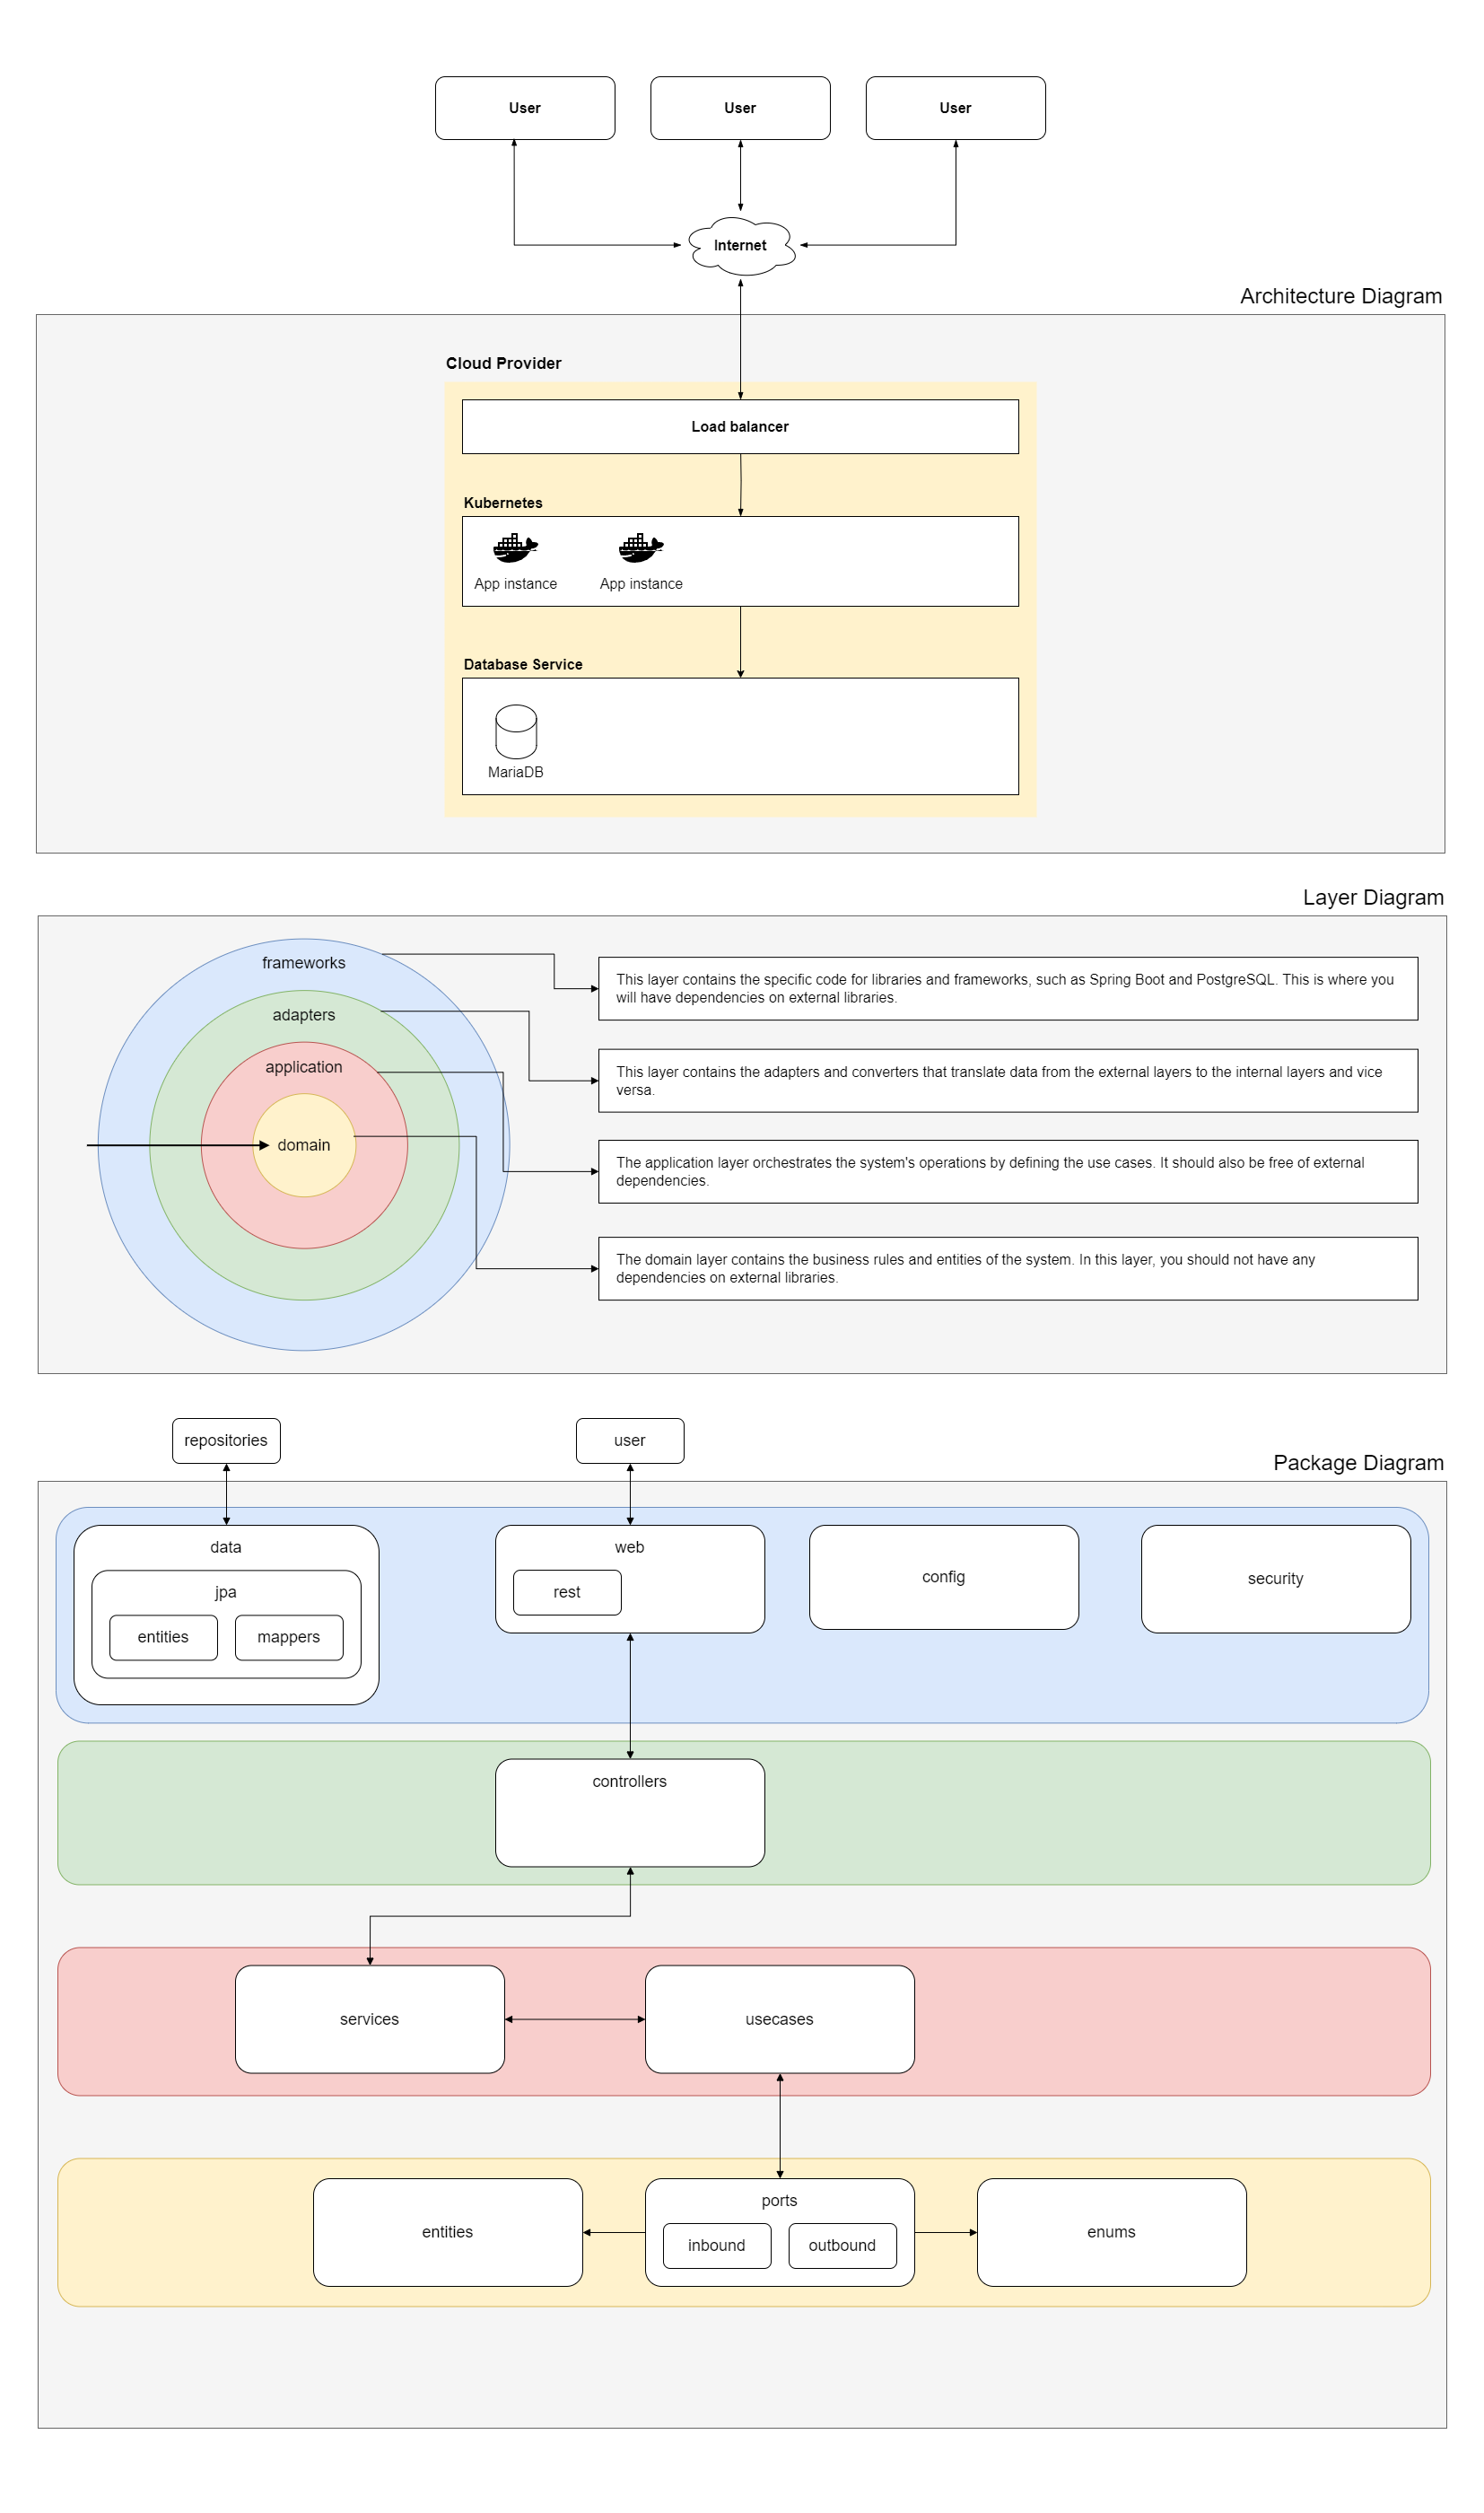 User
User
User
Internet
Architecture Diagram
Cloud Provider
Load balancer
Kubernetes
App instance
App instance
Database Service
MariaDB
Layer Diagram
frameworks
adapters
application
domain
This layer contains the specific code for libraries and frameworks, such as Spring Boot and PostgreSQL. This is where you
will have dependencies on external libraries.
This layer contains the adapters and converters that translate data from the external layers to the internal layers and vice
versa.
The application layer orchestrates the system's operations by defining the use cases. It should also be free of external
dependencies.
The domain layer contains the business rules and entities of the system. In this layer, you should not have any
dependencies on external libraries.
repositories
user
Package Diagram
data
jpa
entities
mappers
web
rest
config
security
controllers
services
usecases
entities
ports
inbound
outbound
enums